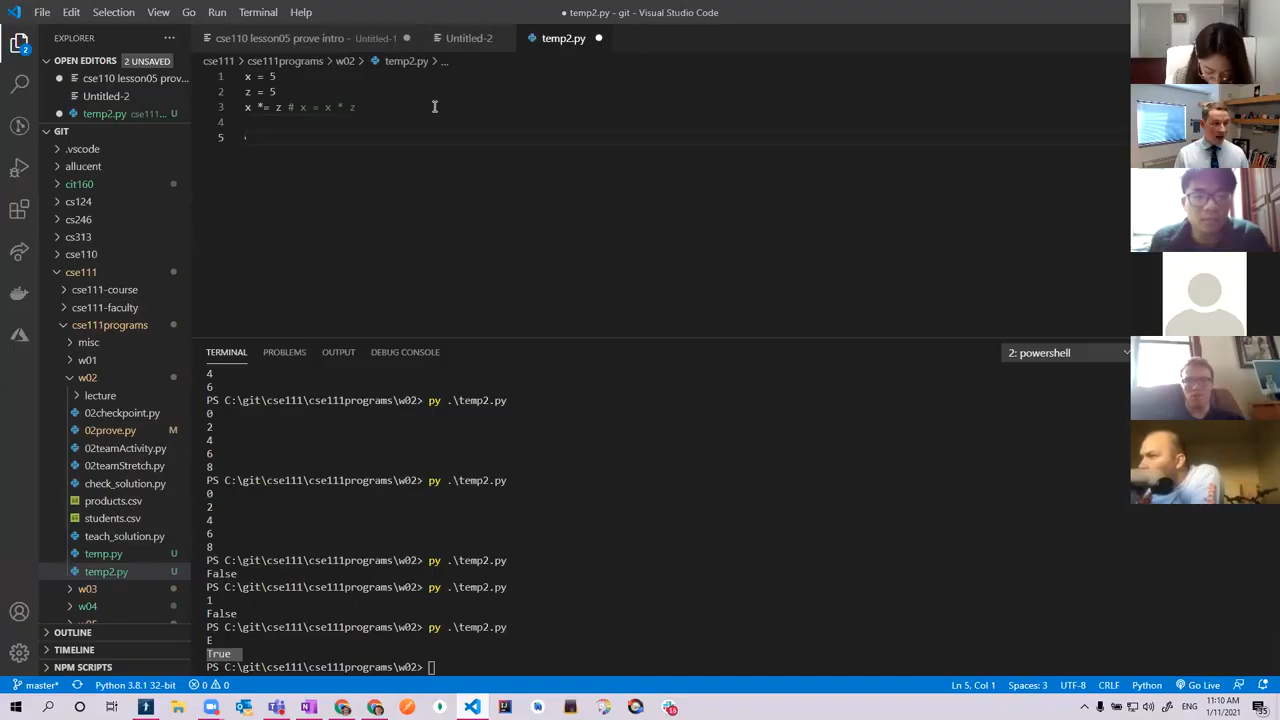 File Edit Selection View Go Run Terminal Help
● temp2.py - git - Visual Studio Code
EXPLORER
cse110 lesson05 prove intro - Untitled-1
Untitled-2
temp2.py
OPEN EDITORS 2 UNSAVED
cse110 lesson05 prov...
Untitled-2
temp2.py cse111...
GIT
.vscode
allucent
cit160
cs124
cs246
cs313
cse110
cse111
cse111-course
cse111-faculty
cse111programs
misc
w01
w02
lecture
02checkpoint.py
02prove.py M
02teamActivity.py
02teamStretch.py
check_solution.py
products.csv
students.csv
teach_solution.py
temp.py U
temp2.py U
w03
w04
OUTLINE
TIMELINE
NPM SCRIPTS
cse111 > cse111programs > w02 > temp2.py > ...
1 x = 5
2 z = 5
3 x *= z # x = x * z
4
5
TERMINAL PROBLEMS OUTPUT DEBUG CONSOLE
2: powershell
4
6
PS C:\git\cse111\cse111programs\w02> py .\temp2.py
0
2
4
6
8
PS C:\git\cse111\cse111programs\w02> py .\temp2.py
0
2
4
6
8
PS C:\git\cse111\cse111programs\w02> py .\temp2.py
False
PS C:\git\cse111\cse111programs\w02> py .\temp2.py
1
False
PS C:\git\cse111\cse111programs\w02> py .\temp2.py
E
True
PS C:\git\cse111\cse111programs\w02>
master* Python 3.8.1 32-bit 0 0
Ln 5, Col 1 Spaces: 3 UTF-8 CRLF Python Go Live
11:10 AM
1/11/2021